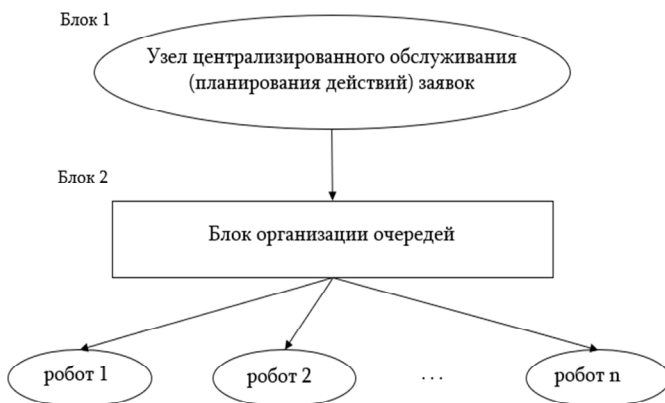 Блок 1
Узел централизированного обслуживания
(планирования действий) заявок
Блок 2
Блок организации очередей
робот 1
робот 2
. . .
робот n